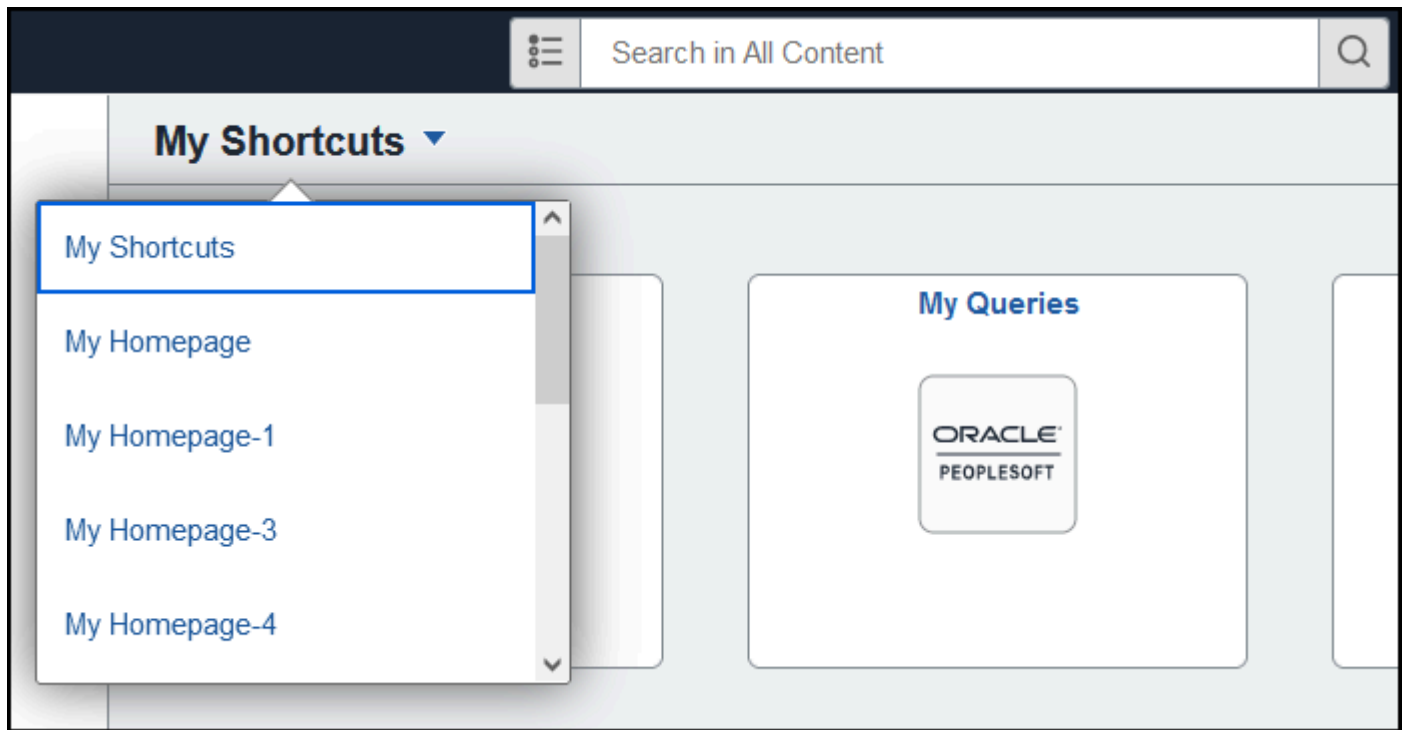 Search in All Content
My Shortcuts
My Shortcuts
My Homepage
My Homepage-1
My Homepage-3
My Homepage-4
My Queries
ORACLE
PEOPLESOFT